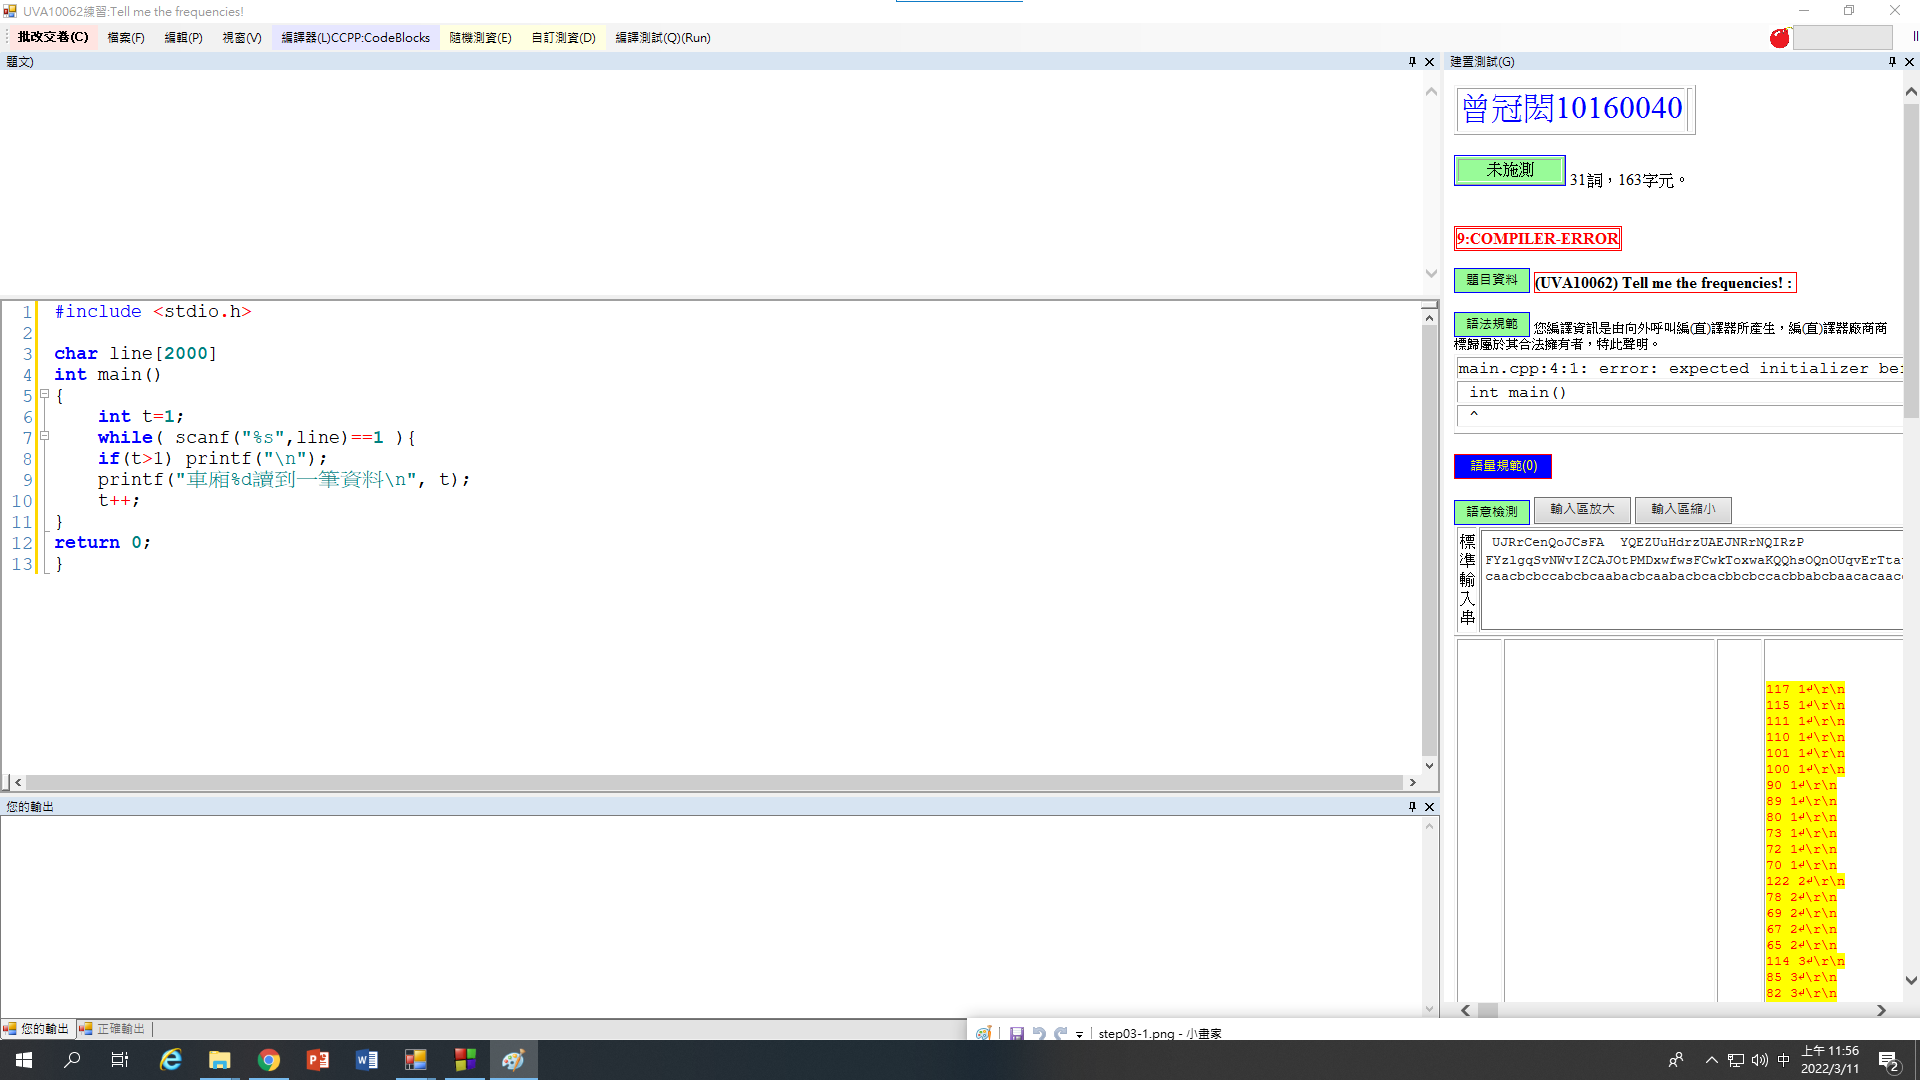 UVA10062練習:Tell me the frequencies!
批改交卷(C) 檔案(F) 編輯(P) 視窗(V) 編譯器(L)CCPP:CodeBlocks 隨機測資(E) 自訂測資(D) 編譯測試(Q)(Run)
題文)
1 #include <stdio.h>
2
3 char line[2000]
4 int main()
5 {
6 int t=1;
7 while( scanf("%s",line)==1 ){
8 if(t>1) printf("\n");
9 printf("車廂%d讀到一筆資料\n", t);
10 t++;
11 }
12 return 0;
13 }
您的輸出
您的輸出 正確輸出
建置測試(G)
曾冠閎10160040
未施測 31詞，163字元。
9:COMPILER-ERROR
題目資料 (UVA10062) Tell me the frequencies! :
語法規範 您編譯資訊是由向外呼叫編(直)譯器所產生，編(直)譯器廠商商
標歸屬於其合法擁有者，特此聲明。
main.cpp:4:1: error: expected initializer be
int main()
^
語量規範(0)
語意檢測 輸入區放大 輸入區縮小
標準輸入串
UJRrCenQoJCsFA YQEZUuHdrzUAEJNRrNQIRzP
FYzlgqSvNWvIZCAJOtPMDxwfwsFCwkToxwaKQQhsOQnOUqvErTta
caacbcbccabcbcaabacbcaabacbcacbbcbccacbbabcbaacacaac
117 1↵\r\n
115 1↵\r\n
111 1↵\r\n
110 1↵\r\n
101 1↵\r\n
100 1↵\r\n
90 1↵\r\n
89 1↵\r\n
80 1↵\r\n
73 1↵\r\n
72 1↵\r\n
70 1↵\r\n
122 2↵\r\n
78 2↵\r\n
69 2↵\r\n
67 2↵\r\n
65 2↵\r\n
114 3↵\r\n
85 3↵\r\n
82 3↵\r\n
step03-1.png - 小畫家
中
上午 11:56
2022/3/11
2